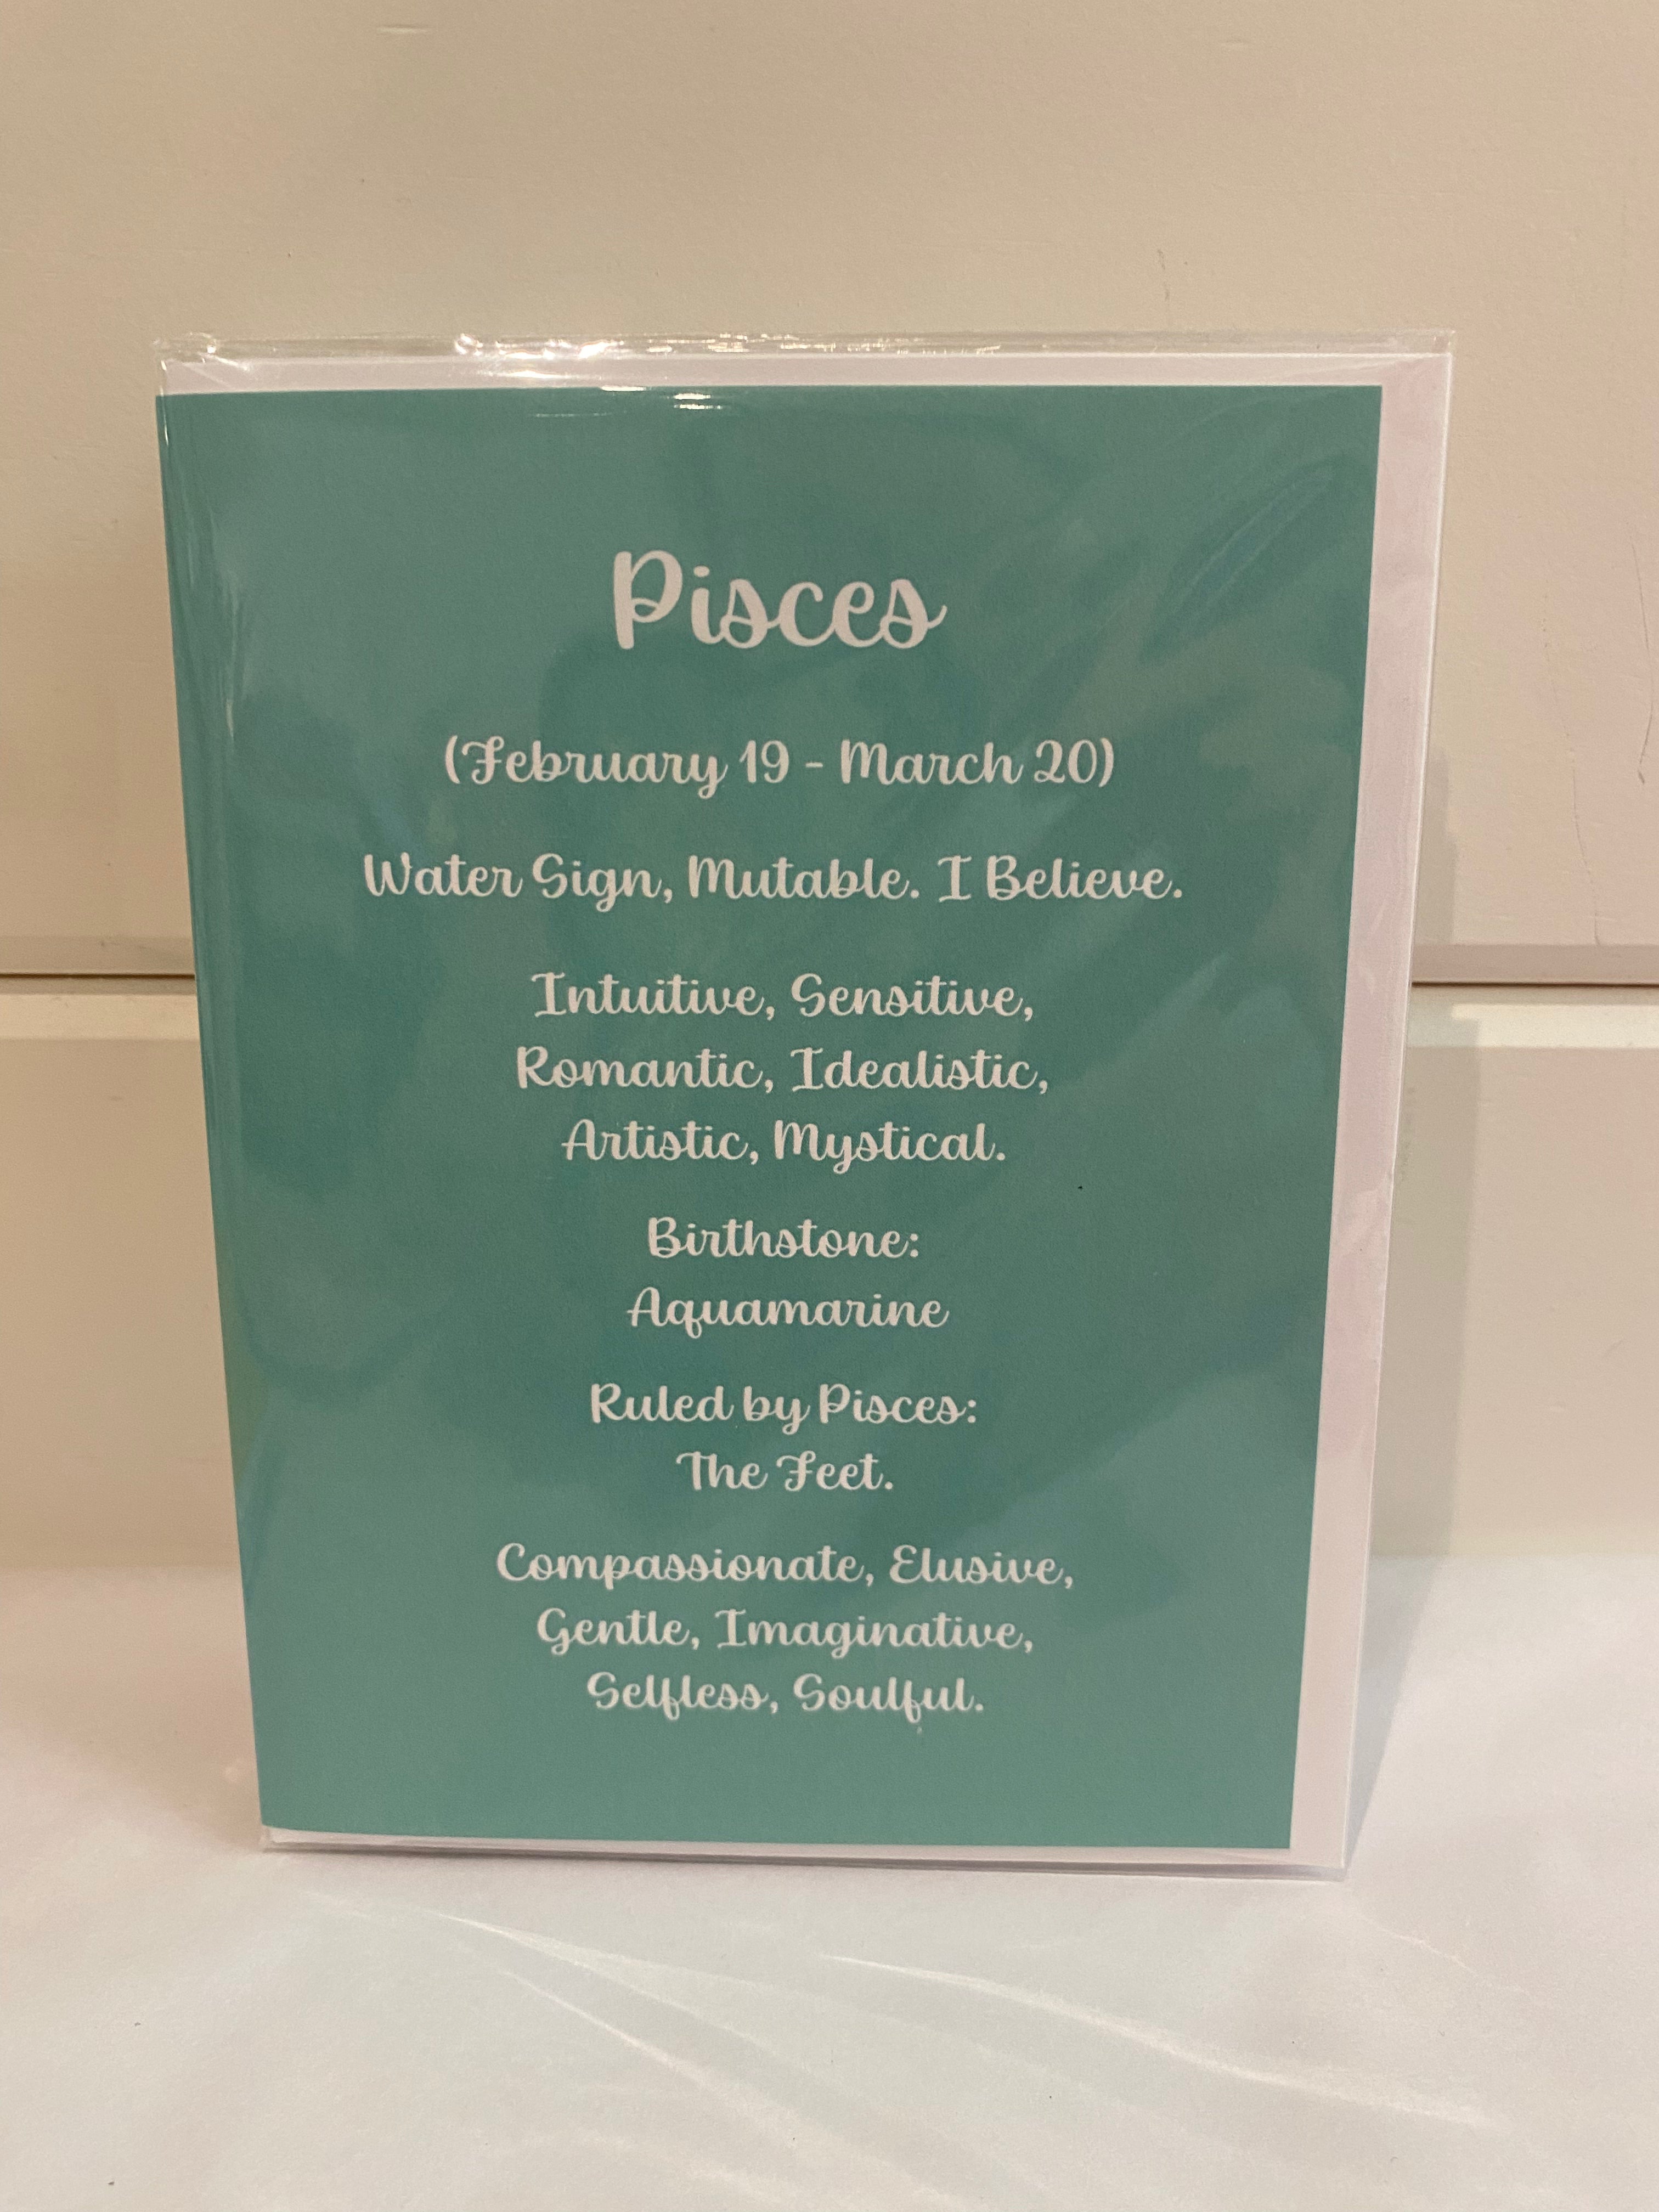 Pisces
(February 19 - March 20)
Water Sign, Mutable. I Believe.
Intuitive, Sensitive,
Romantic, Idealistic,
Artistic, Mystical.
Birthstone:
Aquamarine
Ruled by Pisces:
The Feet.
Compassionate, Elusive,
Gentle, Imaginative,
Selfless, Soulful.